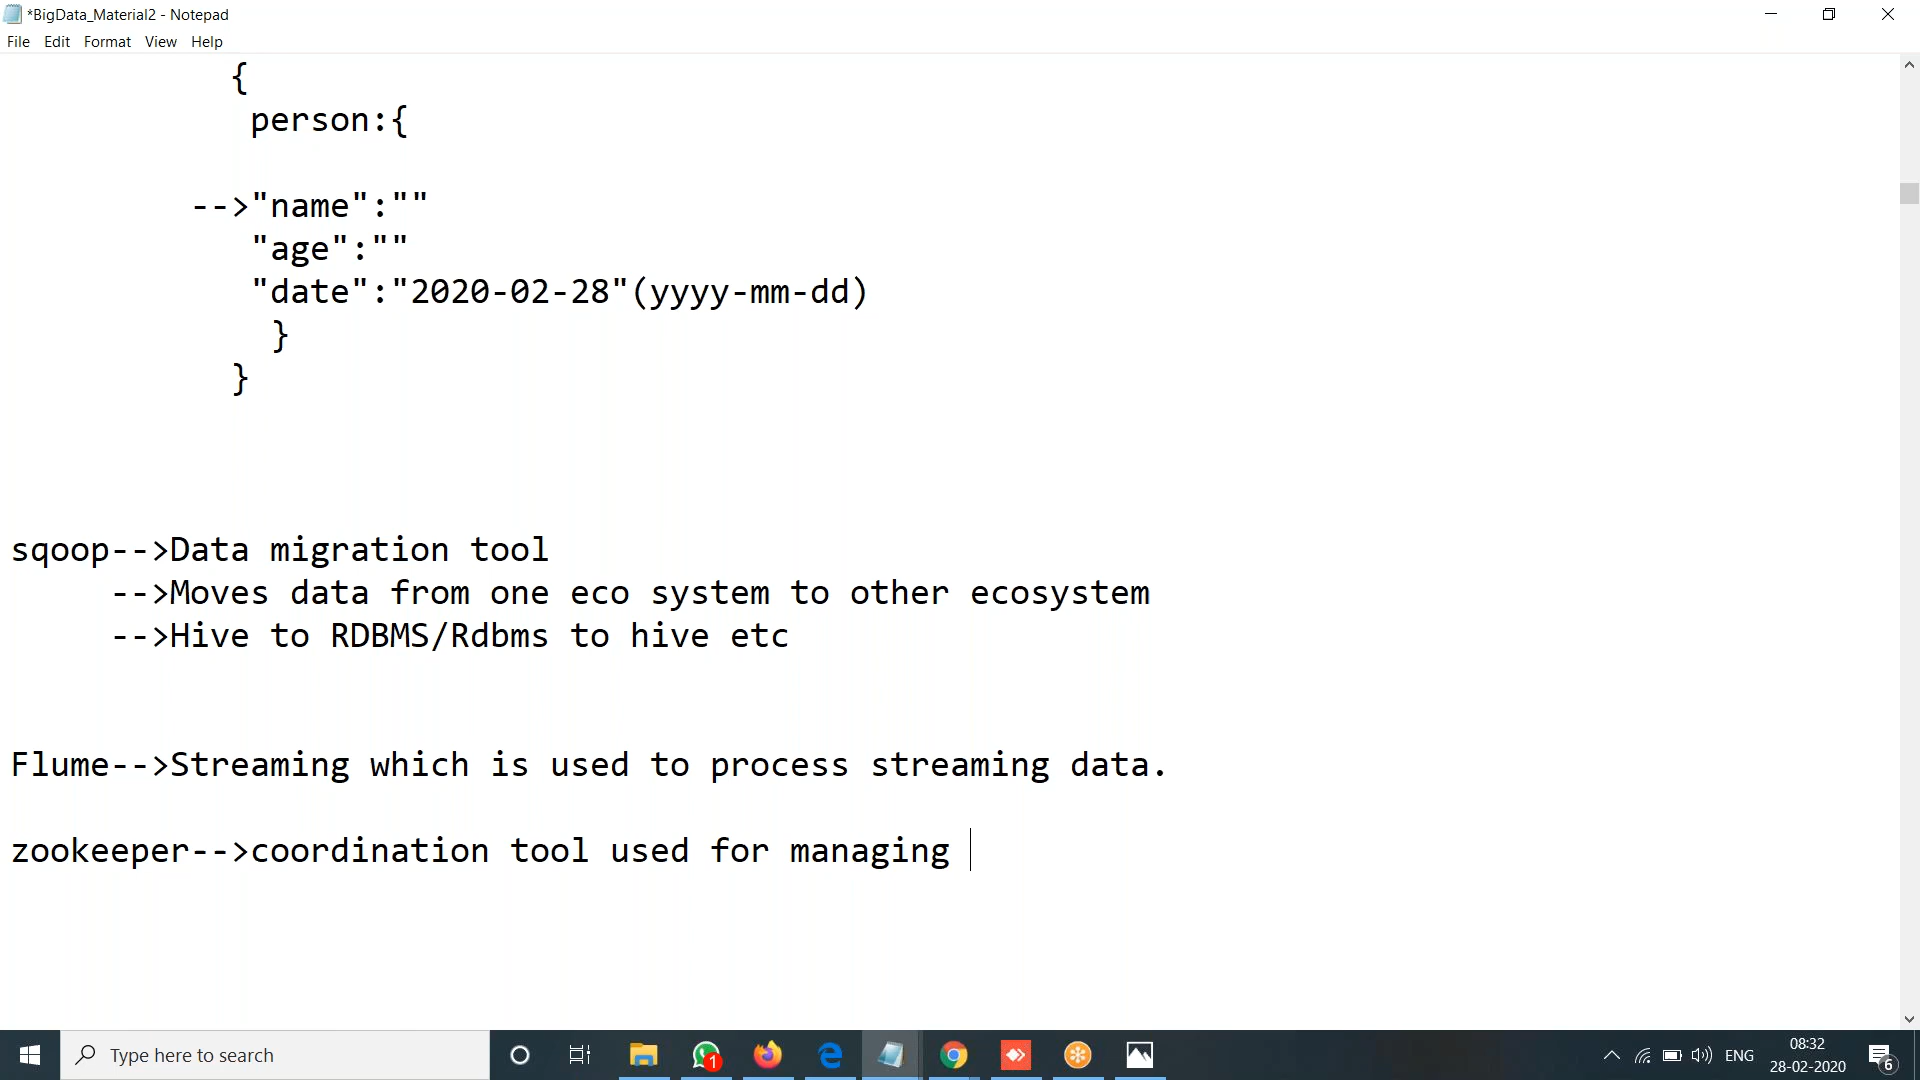 *BigData_Material2 - Notepad
File Edit Format View Help
{
person:{
-->"name":""
"age":""
"date":"2020-02-28"(yyyy-mm-dd)
}
}
sqoop-->Data migration tool
-->Moves data from one eco system to other ecosystem
-->Hive to RDBMS/Rdbms to hive etc
Flume-->Streaming which is used to process streaming data.
zookeeper-->coordination tool used for managing
Type here to search
1
ENG
08:32
28-02-2020
6